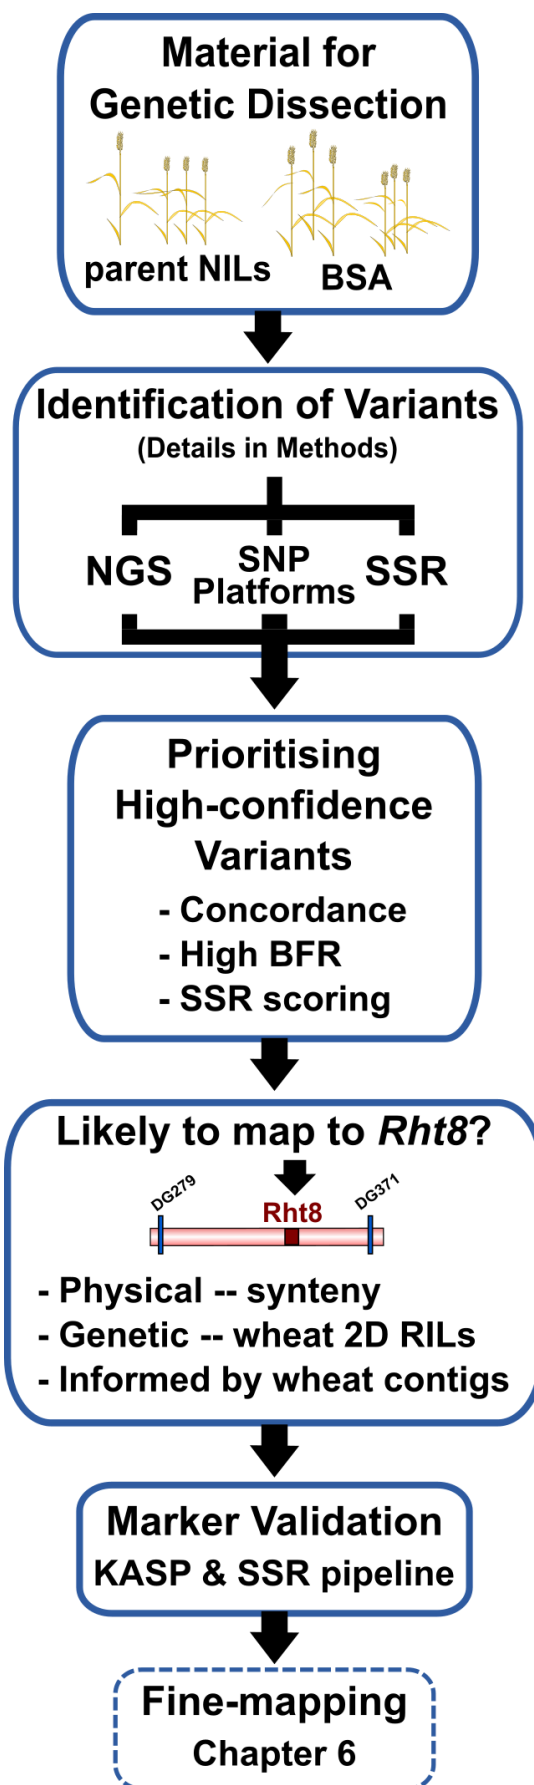 Material for
Genetic Dissection
parent NILs
BSA
Identification of Variants
(Details in Methods)
NGS
SNP
Platforms
SSR
Prioritising
High-confidence
Variants
- Concordance
- High BFR
- SSR scoring
Likely to map to Rht8?
DG279
Rht8
DG371
- Physical -- synteny
- Genetic -- wheat 2D RILs
- Informed by wheat contigs
Marker Validation
KASP & SSR pipeline
Fine-mapping
Chapter 6